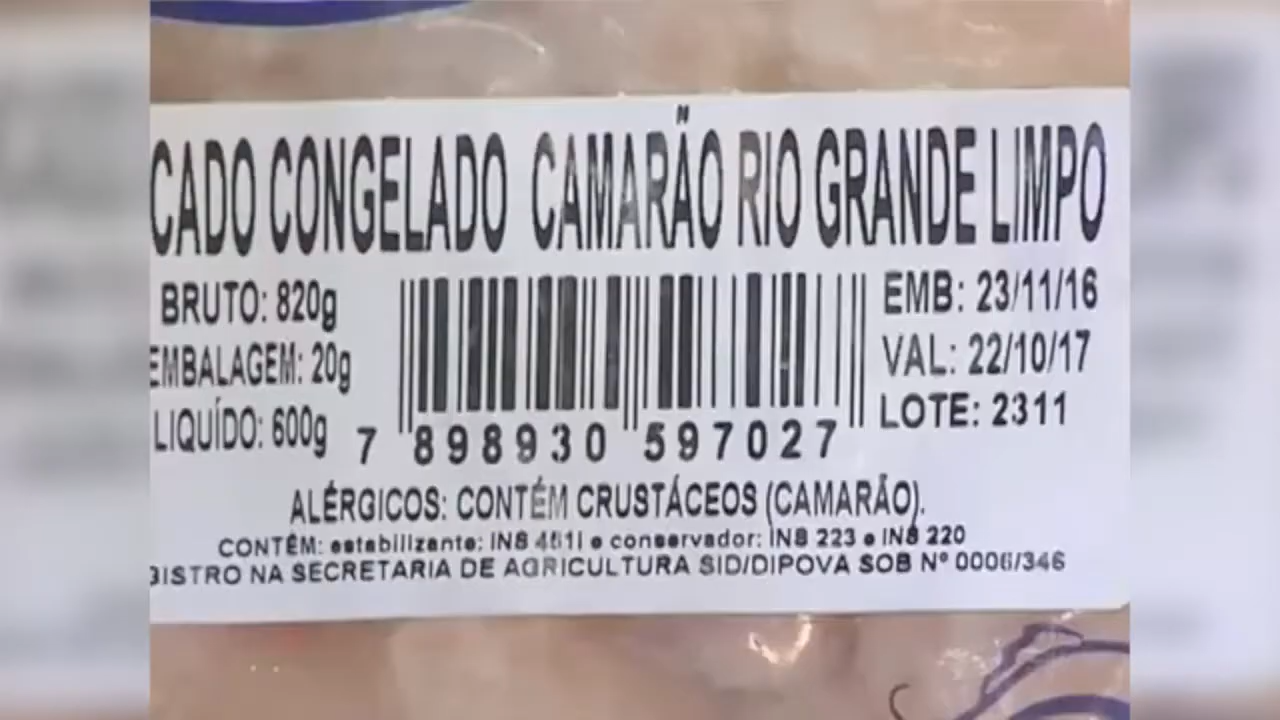 CADO CONGELADO CAMARÃO RIO GRANDE LIMPO
BRUTO: 820g
EMBALAGEM: 20g
LIQUÍDO: 600g
7 898930 597027
EMB: 23/11/16
VAL: 22/10/17
LOTE: 2311
ALÉRGICOS: CONTÉM CRUSTÁCEOS (CAMARÃO).
CONTÊM: estabilizante: INS 451i e conservador: INS 223 e INS 220
GISTRO NA SECRETARIA DE AGRICULTURA SID/DIPOVA SOB Nº 0006/346